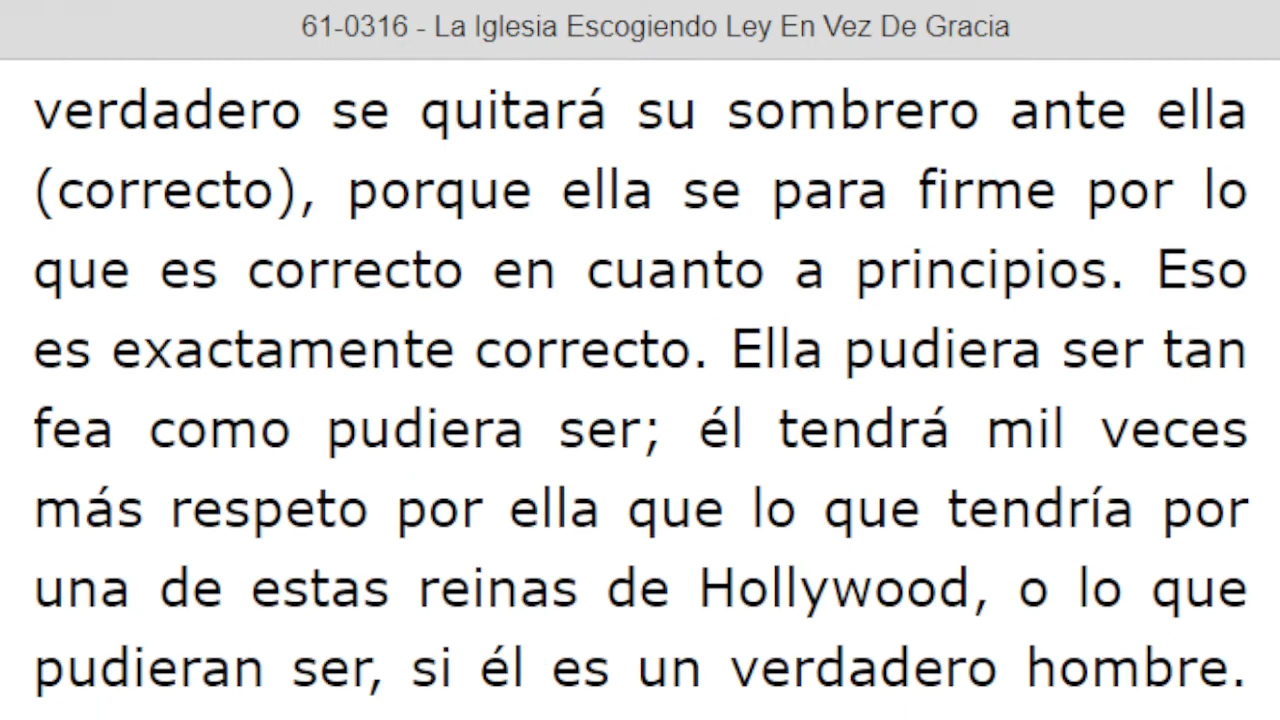 61-0316 - La Iglesia Escogiendo Ley En Vez De Gracia
verdadero se quitará su sombrero ante ella
(correcto), porque ella se para firme por lo
que es correcto en cuanto a principios. Eso
es exactamente correcto. Ella pudiera ser tan
fea como pudiera ser; él tendrá mil veces
más respeto por ella que lo que tendría por
una de estas reinas de Hollywood, o lo que
pudieran ser, si él es un verdadero hombre.